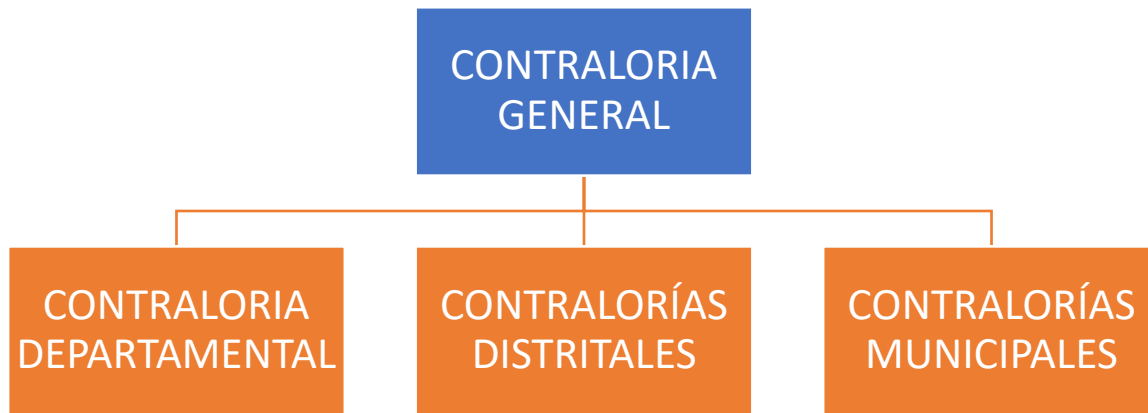 CONTRALORIA
GENERAL
CONTRALORIA
DEPARTAMENTAL
CONTRALORÍAS
DISTRITALES
CONTRALORÍAS
MUNICIPALES